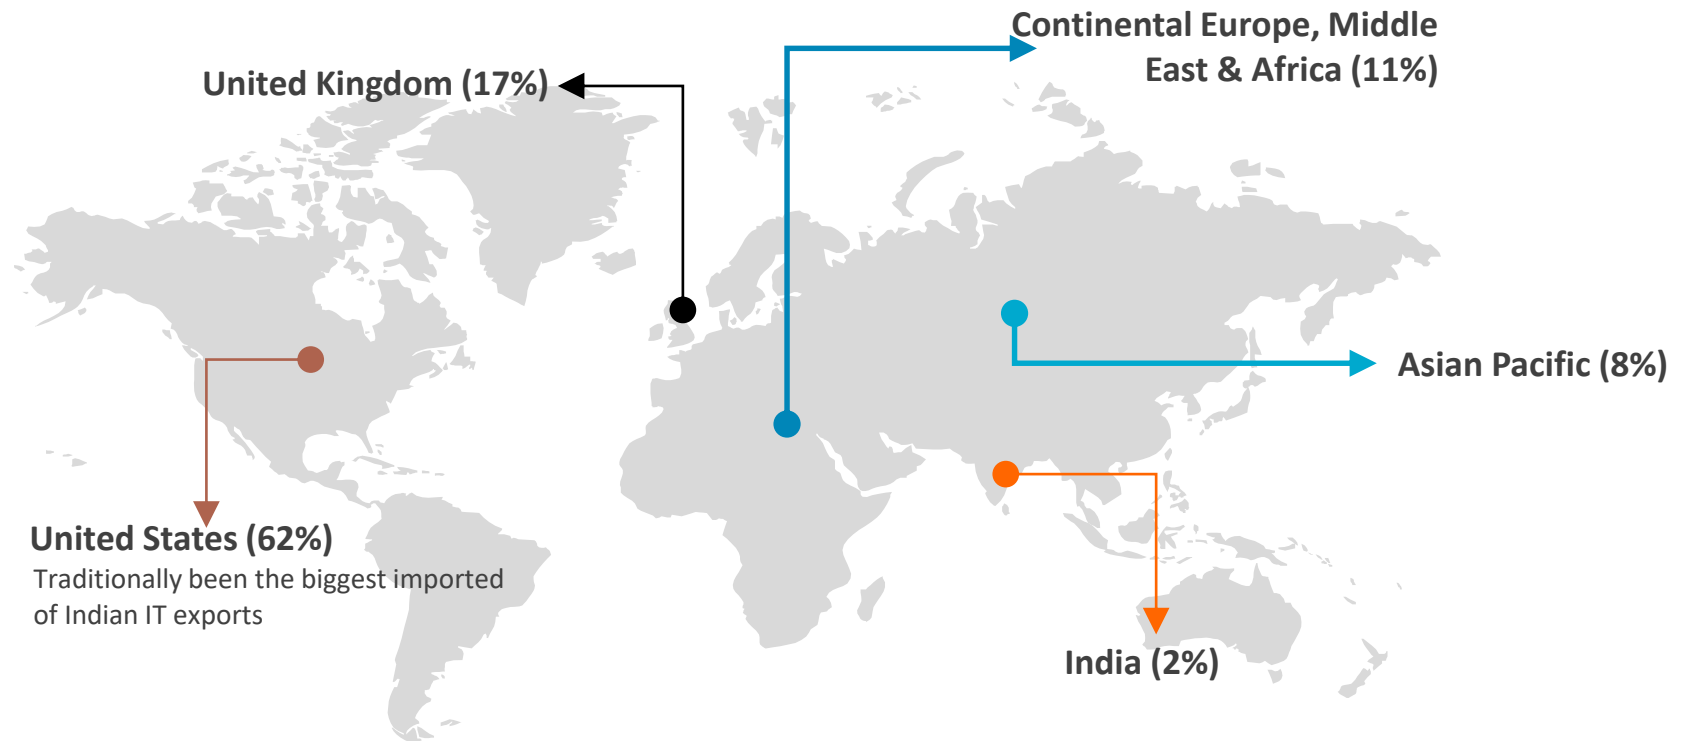 Continental Europe, Middle
East & Africa (11%)
United Kingdom (17%)
Asian Pacific (8%)
United States (62%)
Traditionally been the biggest imported
of Indian IT exports
India (2%)